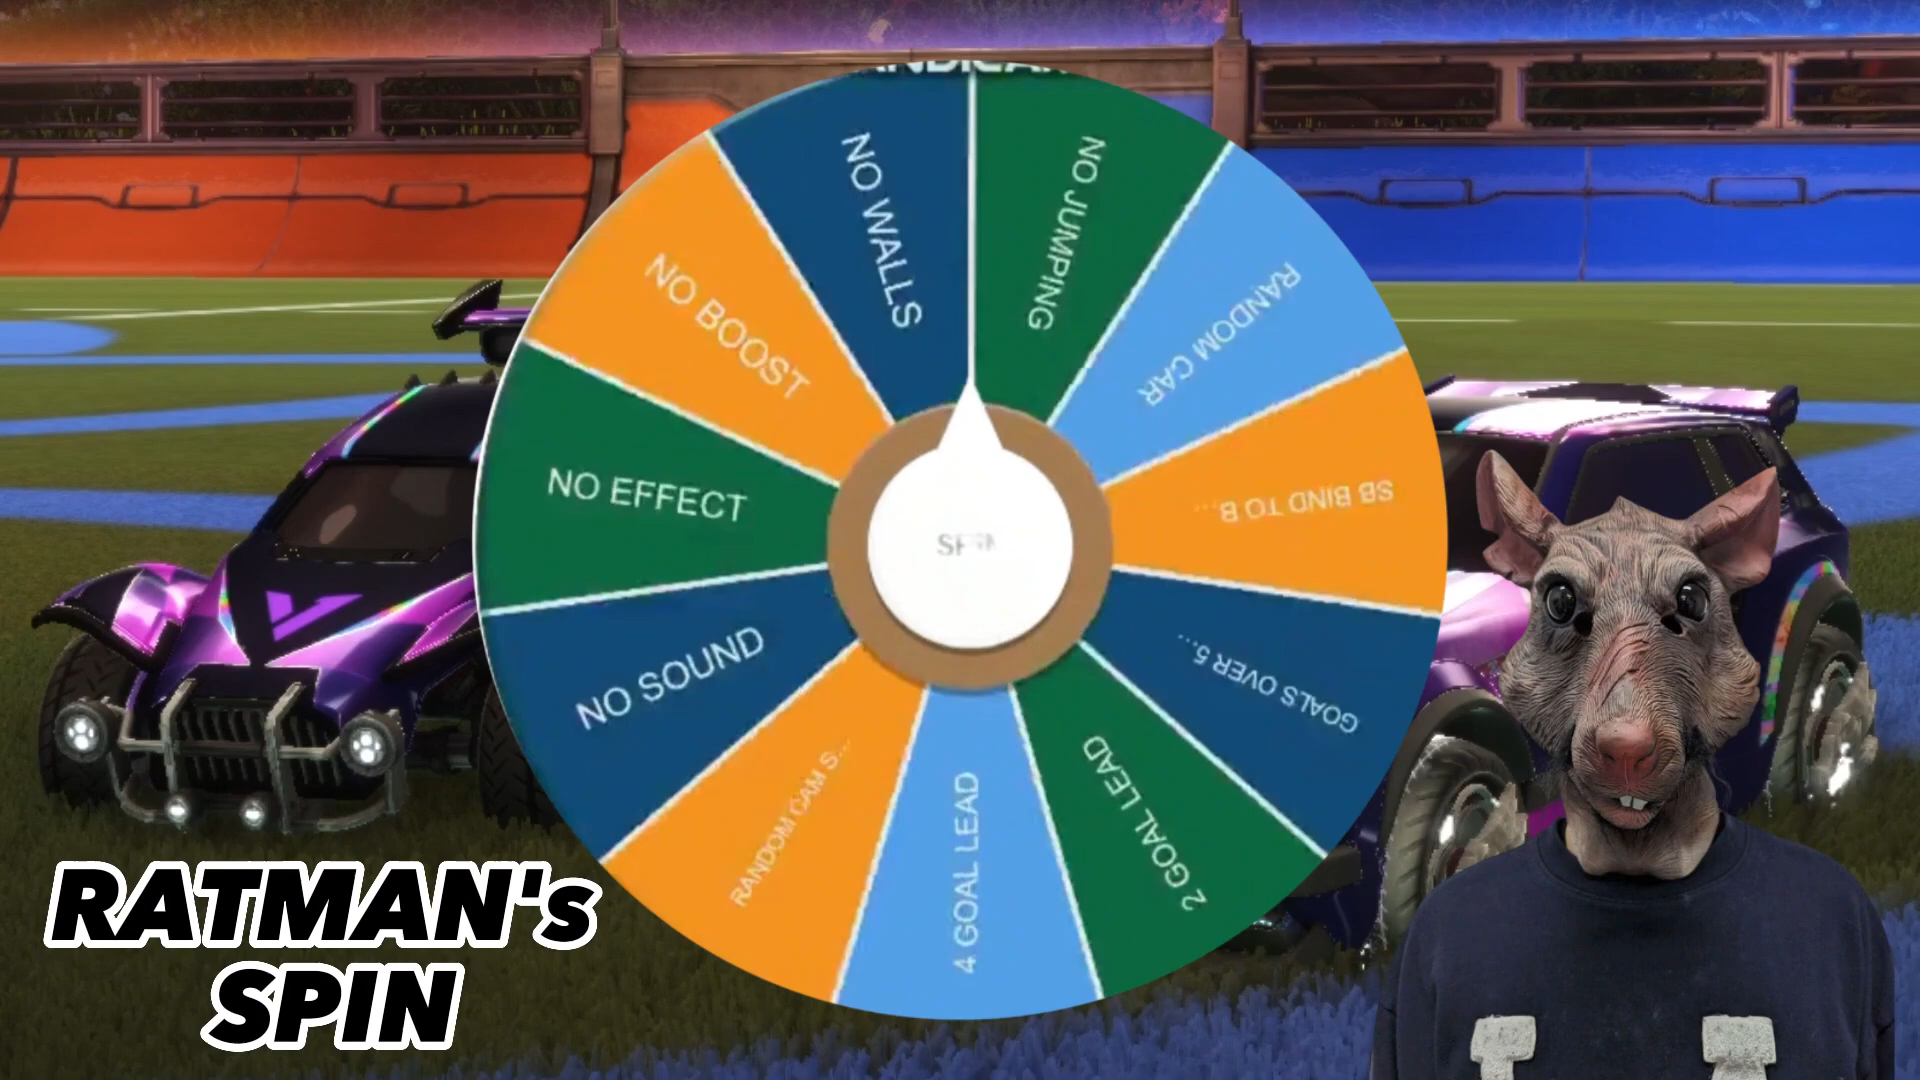 NO WALLS
NO JUMPING
RANDOM CAR
SB BIND TO B...
GOALS OVER 5...
2 GOAL LEAD
4 GOAL LEAD
RANDOM CAM S...
NO SOUND
NO EFFECT
NO BOOST
RATMAN's
SPIN